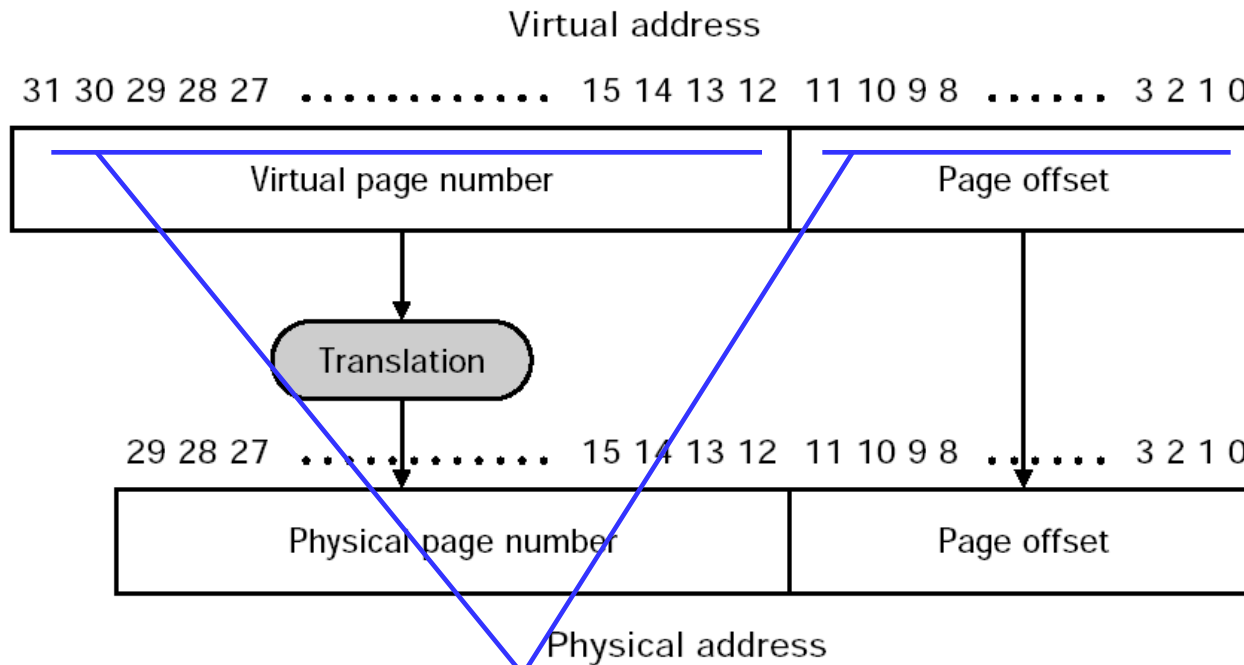 Virtual address
31 30 29 28 27 ............ 15 14 13 12 11 10 9 8 ...... 3 2 1 0
Virtual page number Page offset
Translation
29 28 27 ............ 15 14 13 12 11 10 9 8 ...... 3 2 1 0
Physical page number Page offset
Physical address